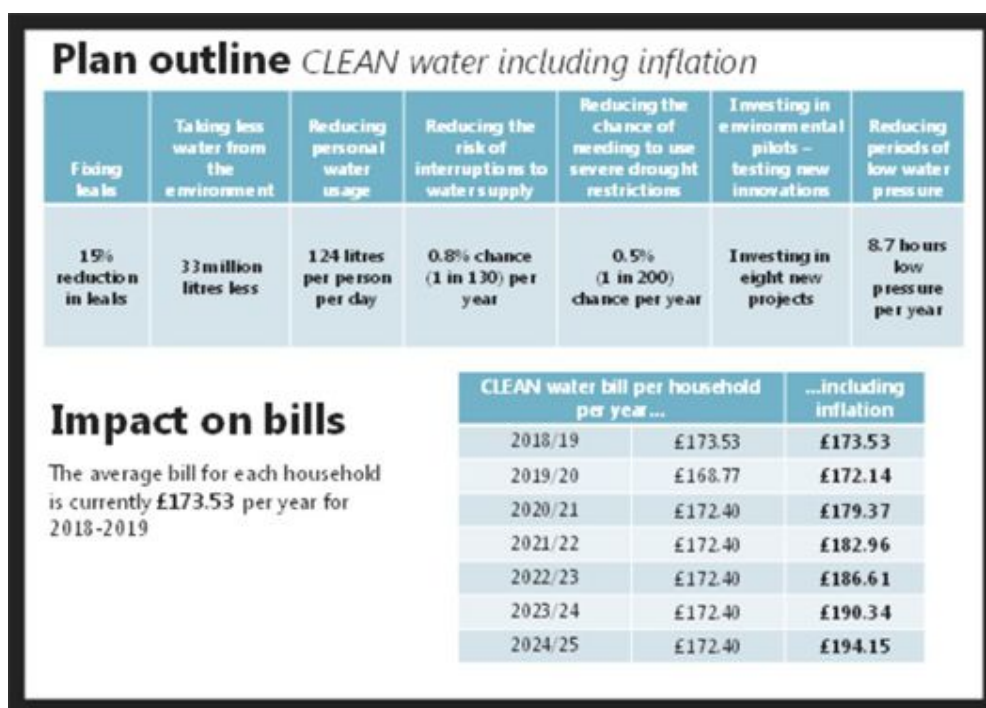 Plan outline CLEAN water including inflation
Fixing
leaks
Taking less
water from
the
environment
Reducing
personal
water
usage
Reducing the
risk of
interruptions to
water supply
Reducing the
chance of
needing to use
severe drought
restrictions
Investing in
environmental
pilots –
testing new
innovations
Reducing
periods of
low water
pressure
15%
reduction
in leaks
33million
litres less
124 litres
per person
per day
0.8% chance
(1 in 130) per
year
0.5%
(1 in 200)
chance per year
Investing in
eight new
projects
8.7 hours
low
pressure
per year
Impact on bills
The average bill for each household
is currently £173.53 per year for
2018-2019
CLEAN water bill per household
per year...
...including
inflation
2018/19 £173.53 £173.53
2019/20 £168.77 £172.14
2020/21 £172.40 £179.37
2021/22 £172.40 £182.96
2022/23 £172.40 £186.61
2023/24 £172.40 £190.34
2024/25 £172.40 £194.15